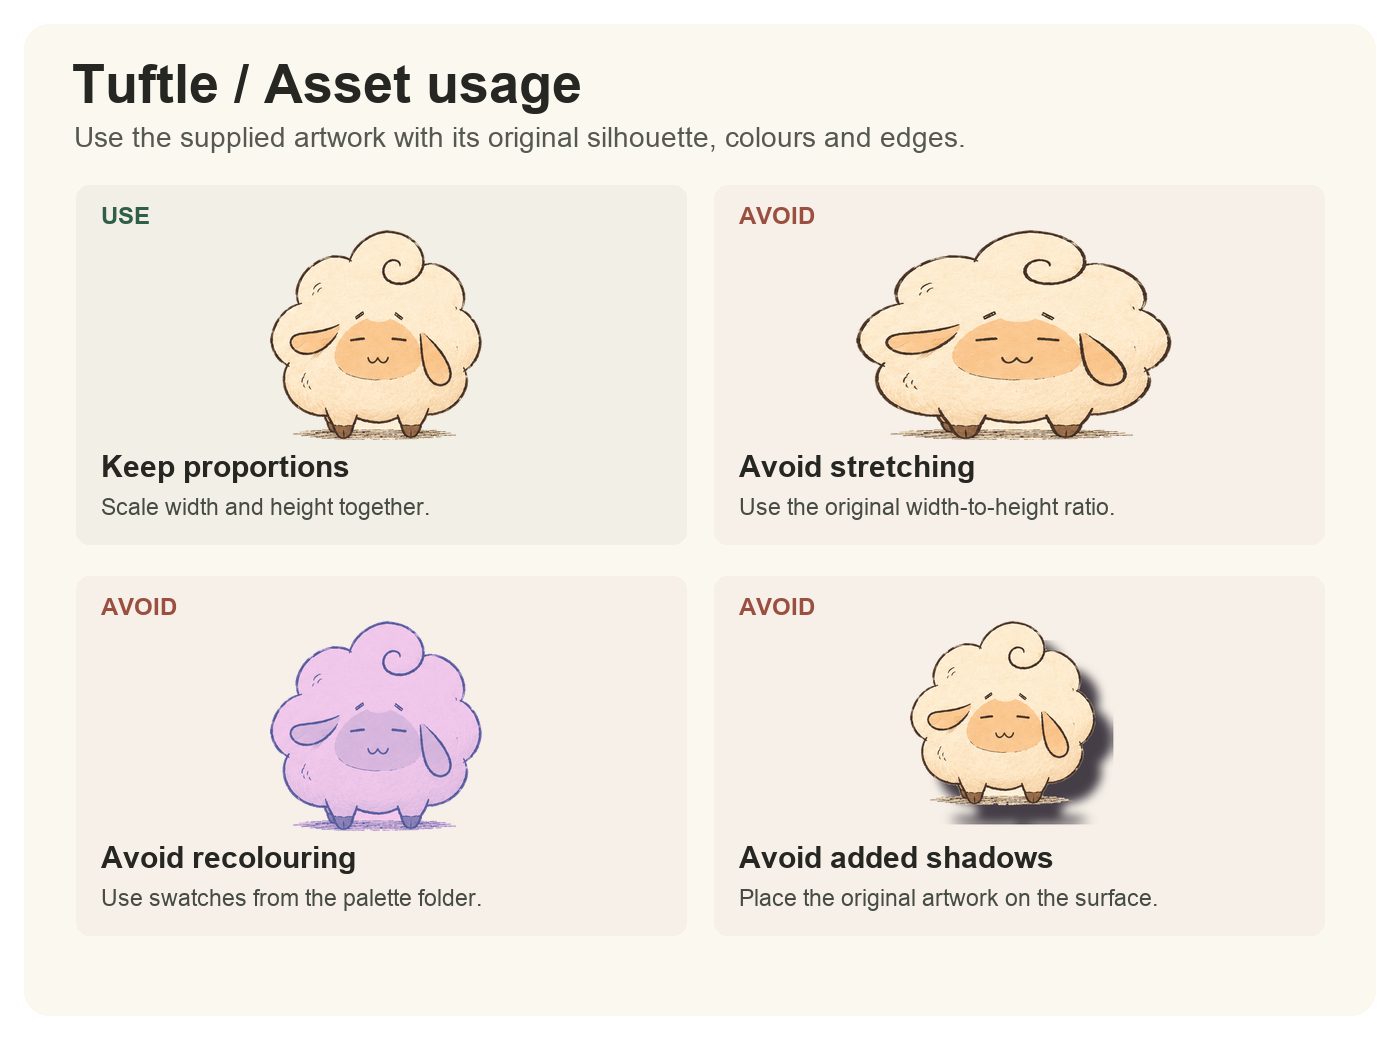 Tuftle / Asset usage
Use the supplied artwork with its original silhouette, colours and edges.
USE
Keep proportions
Scale width and height together.
AVOID
Avoid stretching
Use the original width-to-height ratio.
AVOID
Avoid recolouring
Use swatches from the palette folder.
AVOID
Avoid added shadows
Place the original artwork on the surface.